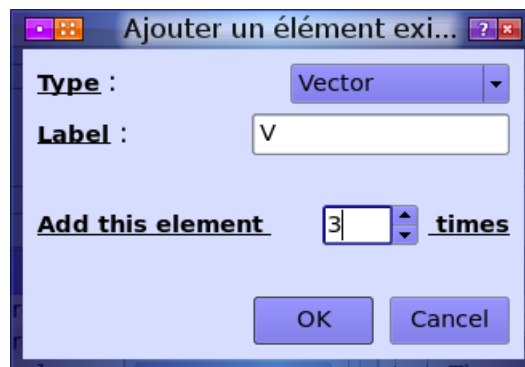 Ajouter un élément exi... ?
Type : Vector
Label : V
Add this element 3 times
OK Cancel